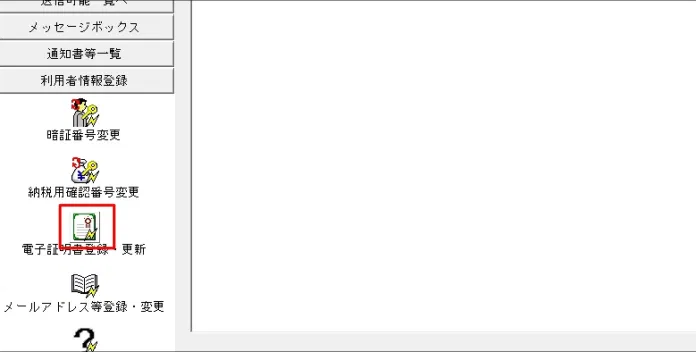 送信可能一覧へ
メッセージボックス
通知書等一覧
利用者情報登録
暗証番号変更
納税用確認番号変更
電子証明書登録・更新
メールアドレス等登録・変更